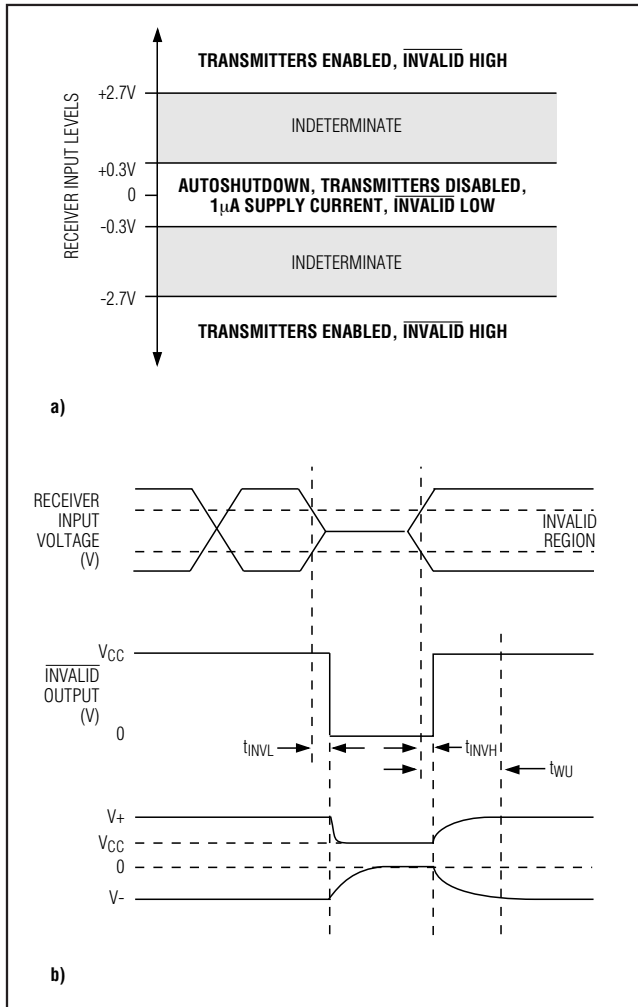 TRANSMITTERS ENABLED, INVALID HIGH
+2.7V
INDETERMINATE
+0.3V
AUTOSHUTDOWN, TRANSMITTERS DISABLED,
0
1μA SUPPLY CURRENT, INVALID LOW
-0.3V
INDETERMINATE
-2.7V
TRANSMITTERS ENABLED, INVALID HIGH
RECEIVER INPUT LEVELS
a)
RECEIVER
INPUT
VOLTAGE
(V)
INVALID
REGION
VCC
INVALID
OUTPUT
(V)
0
tINVL
tINVH
tWU
V+
VCC
0
V-
b)